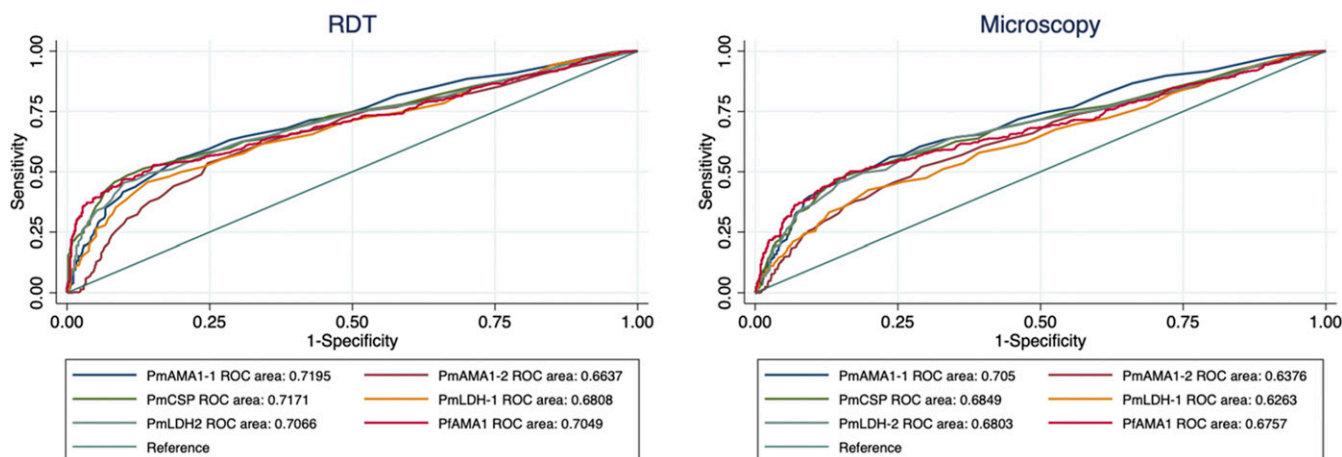 RDT
Sensitivity
1.00
0.75
0.50
0.25
0.00
0.00 0.25 0.50 0.75 1.00
1-Specificity
PmAMA1-1 ROC area: 0.7195 PmAMA1-2 ROC area: 0.6637
PmCSP ROC area: 0.7171 PmLDH-1 ROC area: 0.6808
PmLDH2 ROC area: 0.7066 PfAMA1 ROC area: 0.7049
Reference
Microscopy
Sensitivity
1.00
0.75
0.50
0.25
0.00
0.00 0.25 0.50 0.75 1.00
1-Specificity
PmAMA1-1 ROC area: 0.705 PmAMA1-2 ROC area: 0.6376
PmCSP ROC area: 0.6849 PmLDH-1 ROC area: 0.6263
PmLDH-2 ROC area: 0.6803 PfAMA1 ROC area: 0.6757
Reference